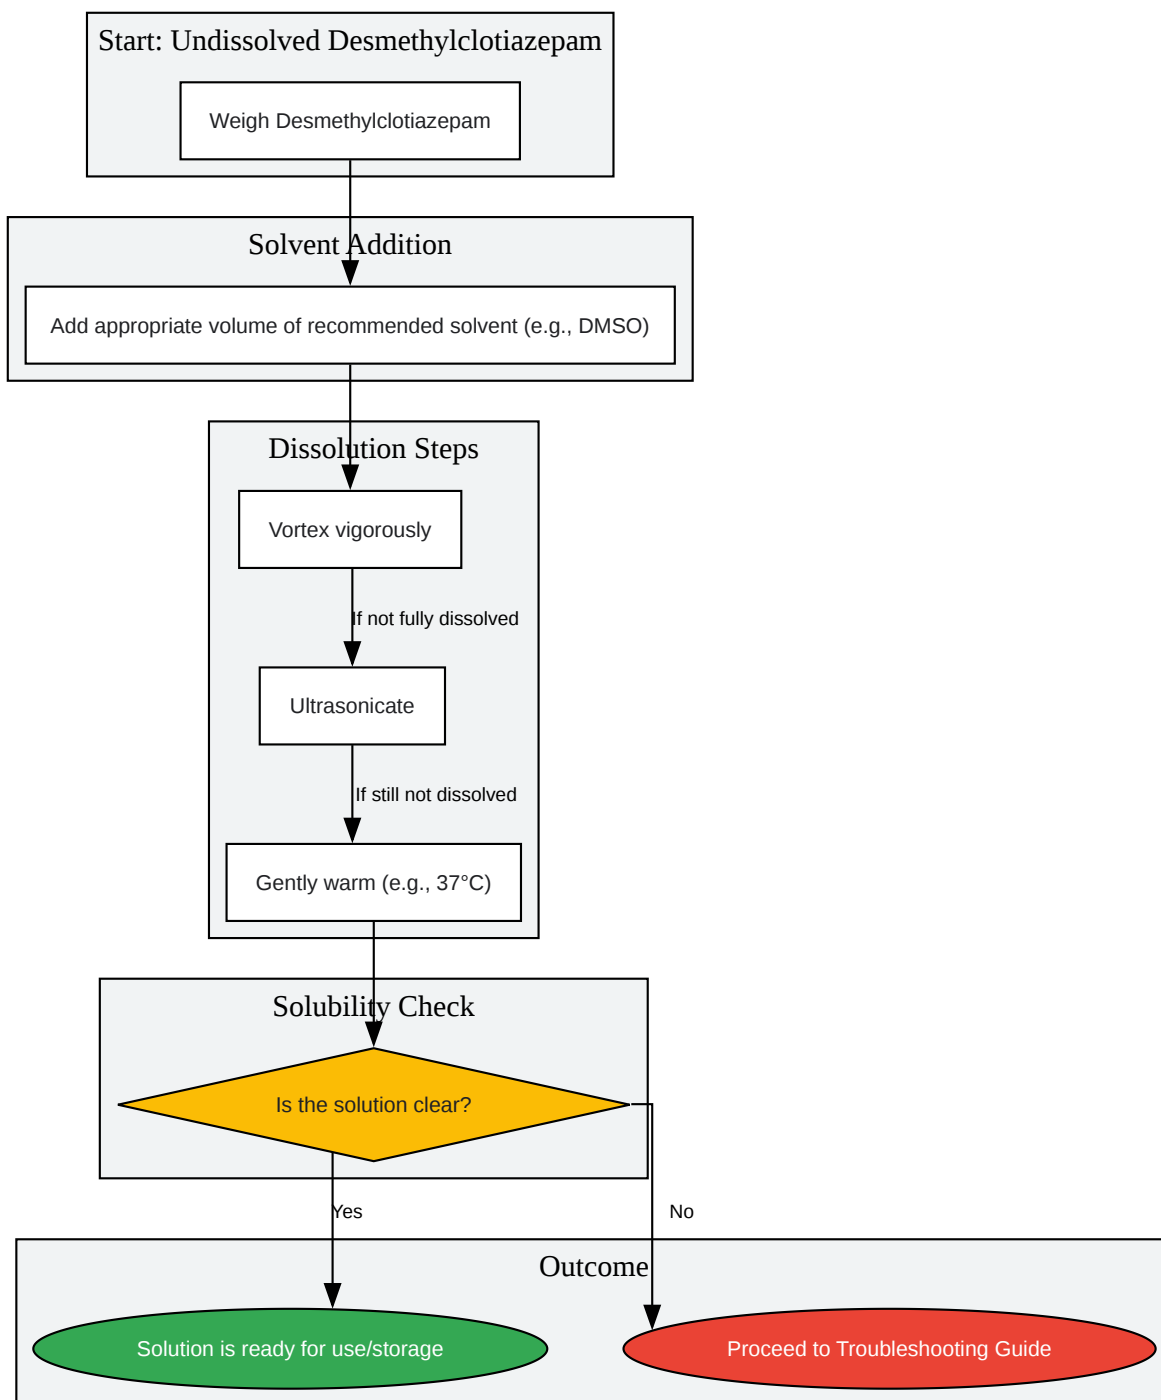 Start: Undissolved Desmethylclotiazepam
Weigh Desmethylclotiazepam
Solvent Addition
Add appropriate volume of recommended solvent (e.g., DMSO)
Dissolution Steps
Vortex vigorously
If not fully dissolved
Ultrasonicate
If still not dissolved
Gently warm (e.g., 37°C)
Solubility Check
Is the solution clear?
Yes
No
Outcome
Solution is ready for use/storage
Proceed to Troubleshooting Guide